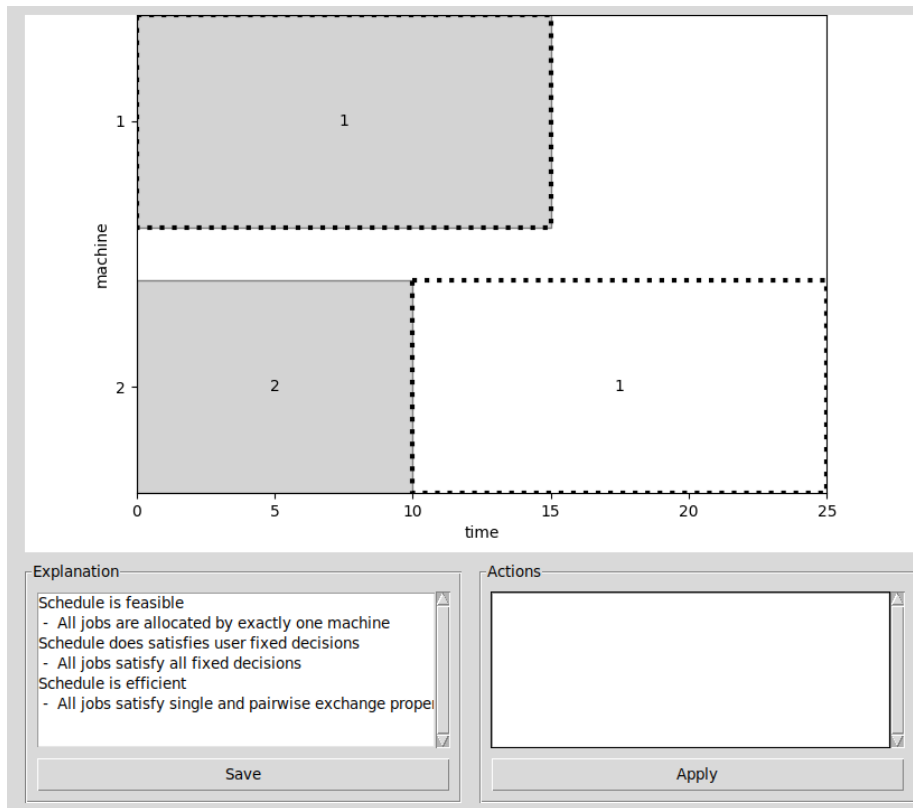 1
1
machine
2
1
2
0
5
10
15
20
25
time
Explanation
Schedule is feasible
- All jobs are allocated by exactly one machine
Schedule does satisfies user fixed decisions
- All jobs satisfy all fixed decisions
Schedule is efficient
- All jobs satisfy single and pairwise exchange
Save
Actions
Apply